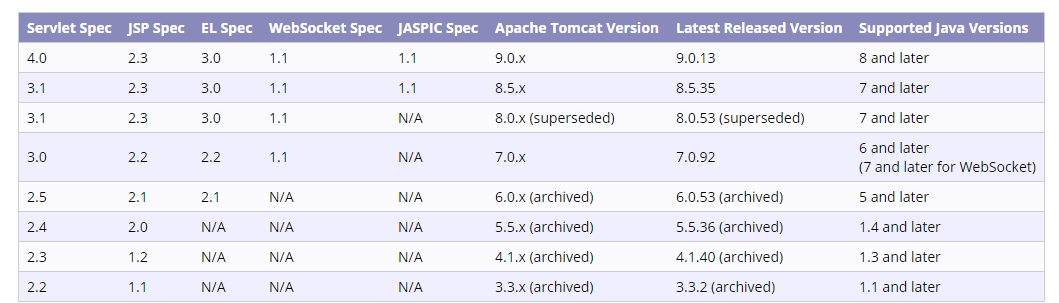 Servlet Spec JSP Spec EL Spec WebSocket Spec JASPIC Spec Apache Tomcat Version Latest Released Version Supported Java Versions
4.0 2.3 3.0 1.1 1.1 9.0.x 9.0.13 8 and later
3.1 2.3 3.0 1.1 1.1 8.5.x 8.5.35 7 and later
3.1 2.3 3.0 1.1 N/A 8.0.x (superseded) 8.0.53 (superseded) 7 and later
3.0 2.2 2.2 1.1 N/A 7.0.x 7.0.92 6 and later
(7 and later for WebSocket)
2.5 2.1 2.1 N/A N/A 6.0.x (archived) 6.0.53 (archived) 5 and later
2.4 2.0 N/A N/A N/A 5.5.x (archived) 5.5.36 (archived) 1.4 and later
2.3 1.2 N/A N/A N/A 4.1.x (archived) 4.1.40 (archived) 1.3 and later
2.2 1.1 N/A N/A N/A 3.3.x (archived) 3.3.2 (archived) 1.1 and later